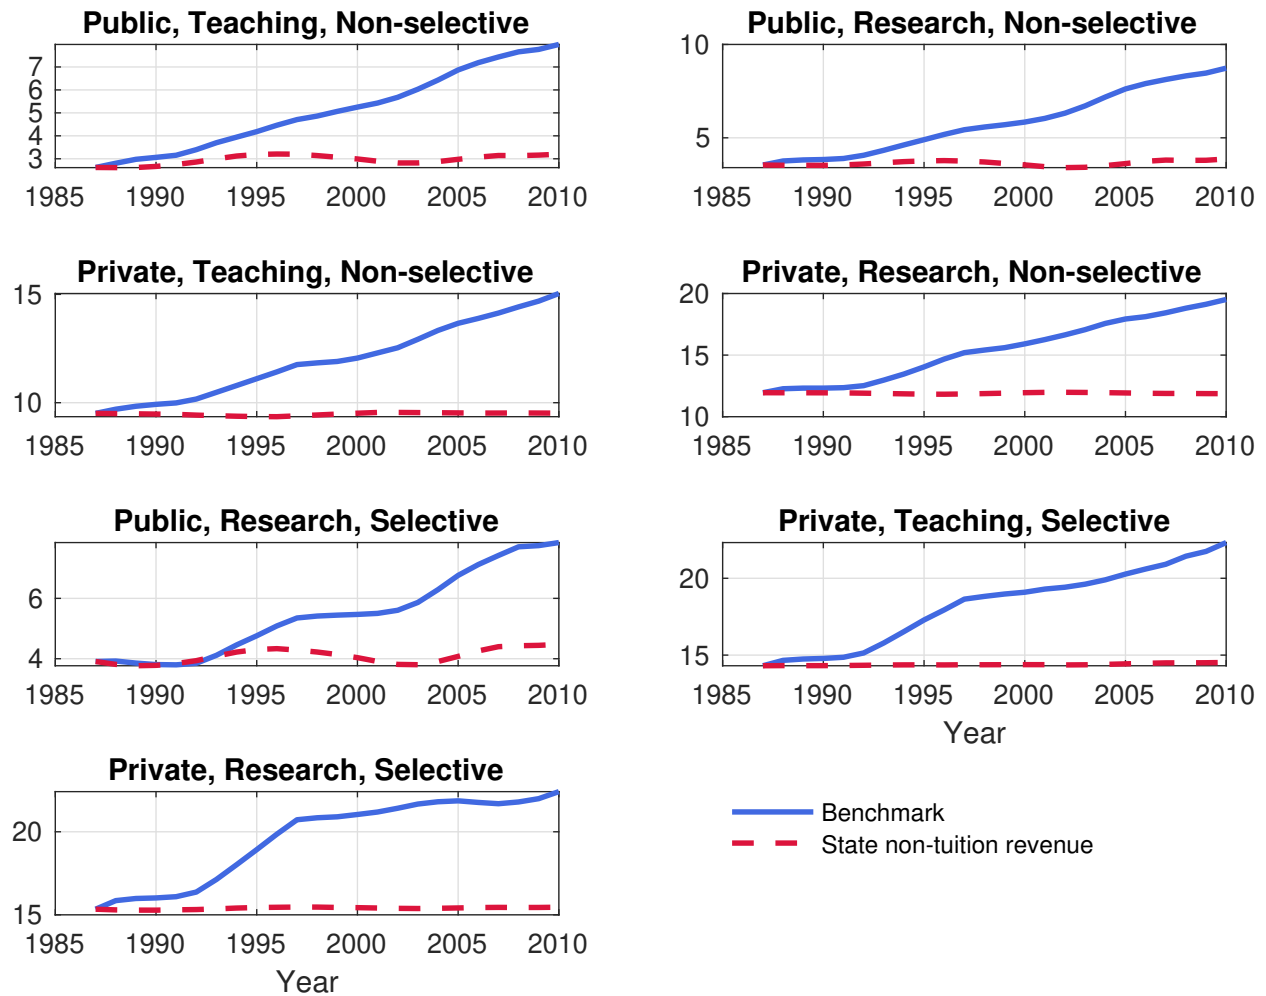 Public, Teaching, Non-selective
7
6
5
4
3
1985 1990 1995 2000 2005 2010
Public, Research, Non-selective
10
5
1985 1990 1995 2000 2005 2010
Private, Teaching, Non-selective
15
10
1985 1990 1995 2000 2005 2010
Private, Research, Non-selective
20
15
10
1985 1990 1995 2000 2005 2010
Public, Research, Selective
6
4
1985 1990 1995 2000 2005 2010
Private, Teaching, Selective
20
15
1985 1990 1995 2000 2005 2010
Year
Private, Research, Selective
20
15
1985 1990 1995 2000 2005 2010
Year
Benchmark
State non-tuition revenue